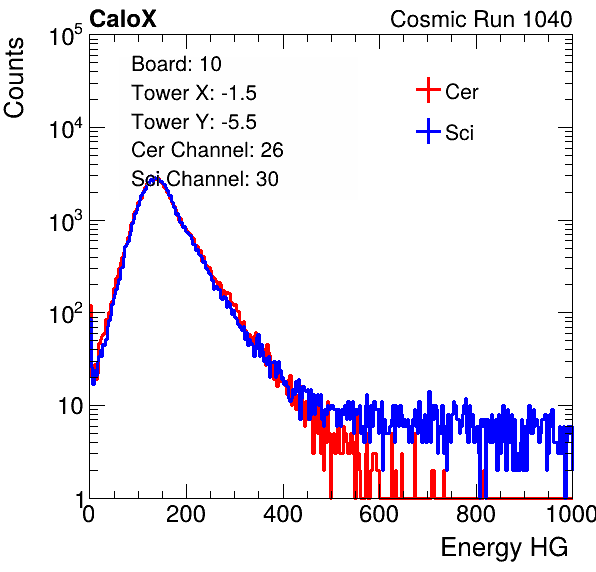 CaloX Cosmic Run 1040
Counts
10^5
10^4
10^3
10^2
10
1
Board: 10
Tower X: -1.5
Tower Y: -5.5
Cer Channel: 26
Sci Channel: 30
Cer
Sci
0 200 400 600 800 1000
Energy HG